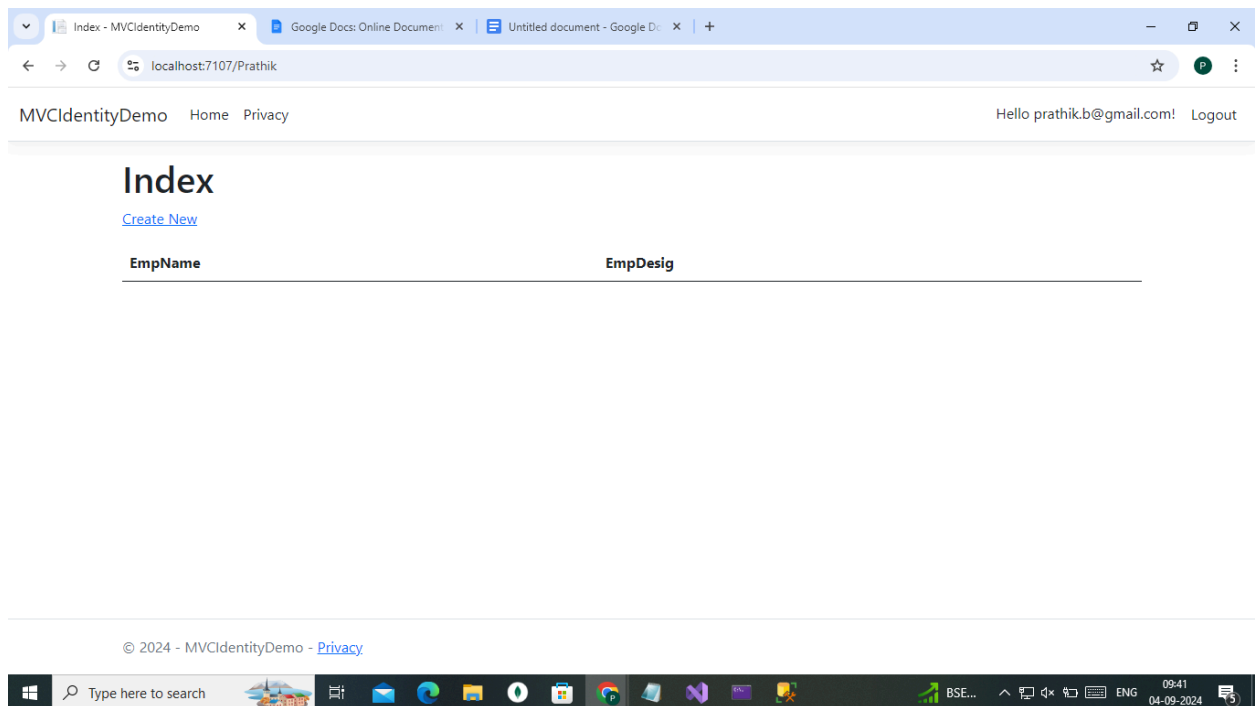 Index - MVCIdentityDemo
Google Docs: Online Document
Untitled document - Google Do
localhost:7107/Prathik
P
MVCIdentityDemo Home Privacy Hello prathik.b@gmail.com! Logout
Index
Create New
EmpName EmpDesig
© 2024 - MVCIdentityDemo - Privacy
Type here to search
BSE...
ENG
09:41
04-09-2024
5